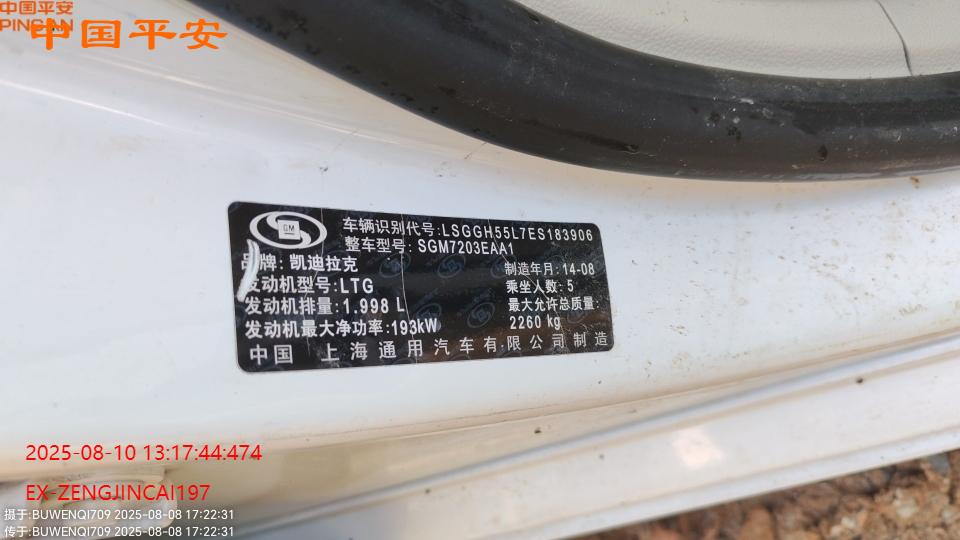 中国平安
PINGAN
中国平安
GM
车辆识别代号:LSGGH55L7ES183906
整车型号: SGM7203EAA1
品牌: 凯迪拉克
制造年月: 14-08
发动机型号:LTG
乘坐人数: 5
发动机排量: 1.998 L
最大允许总质量:
发动机最大净功率:193kW
2260 kg
中国 上海通用汽车有限公司制造
2025-08-10 13:17:44:474
EX-ZENGJINCAI197
摄于:BUWENQI709 2025-08-08 17:22:31
传于:BUWENQI709 2025-08-08 17:22:31